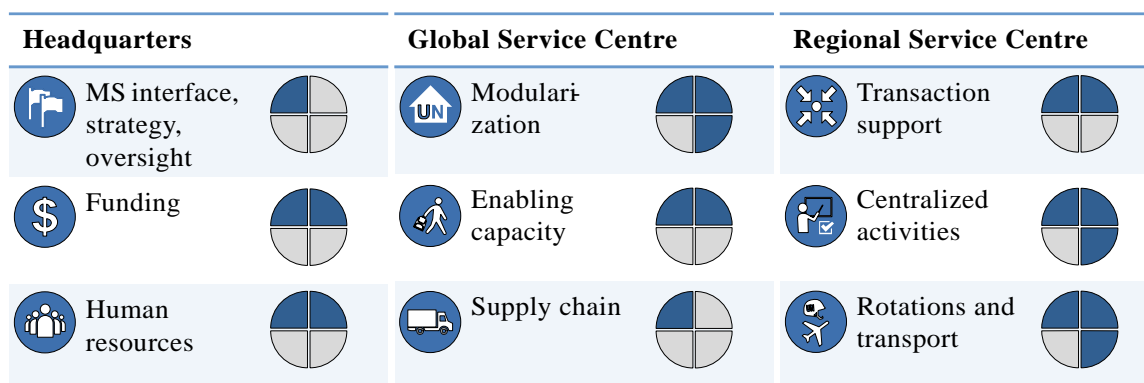 Headquarters
MS interface,
strategy,
oversight
$
Funding
Human
resources
Global Service Centre
UN
Modulari-
zation
Enabling
capacity
Supply chain
Regional Service Centre
Transaction
support
Centralized
activities
Rotations and
transport